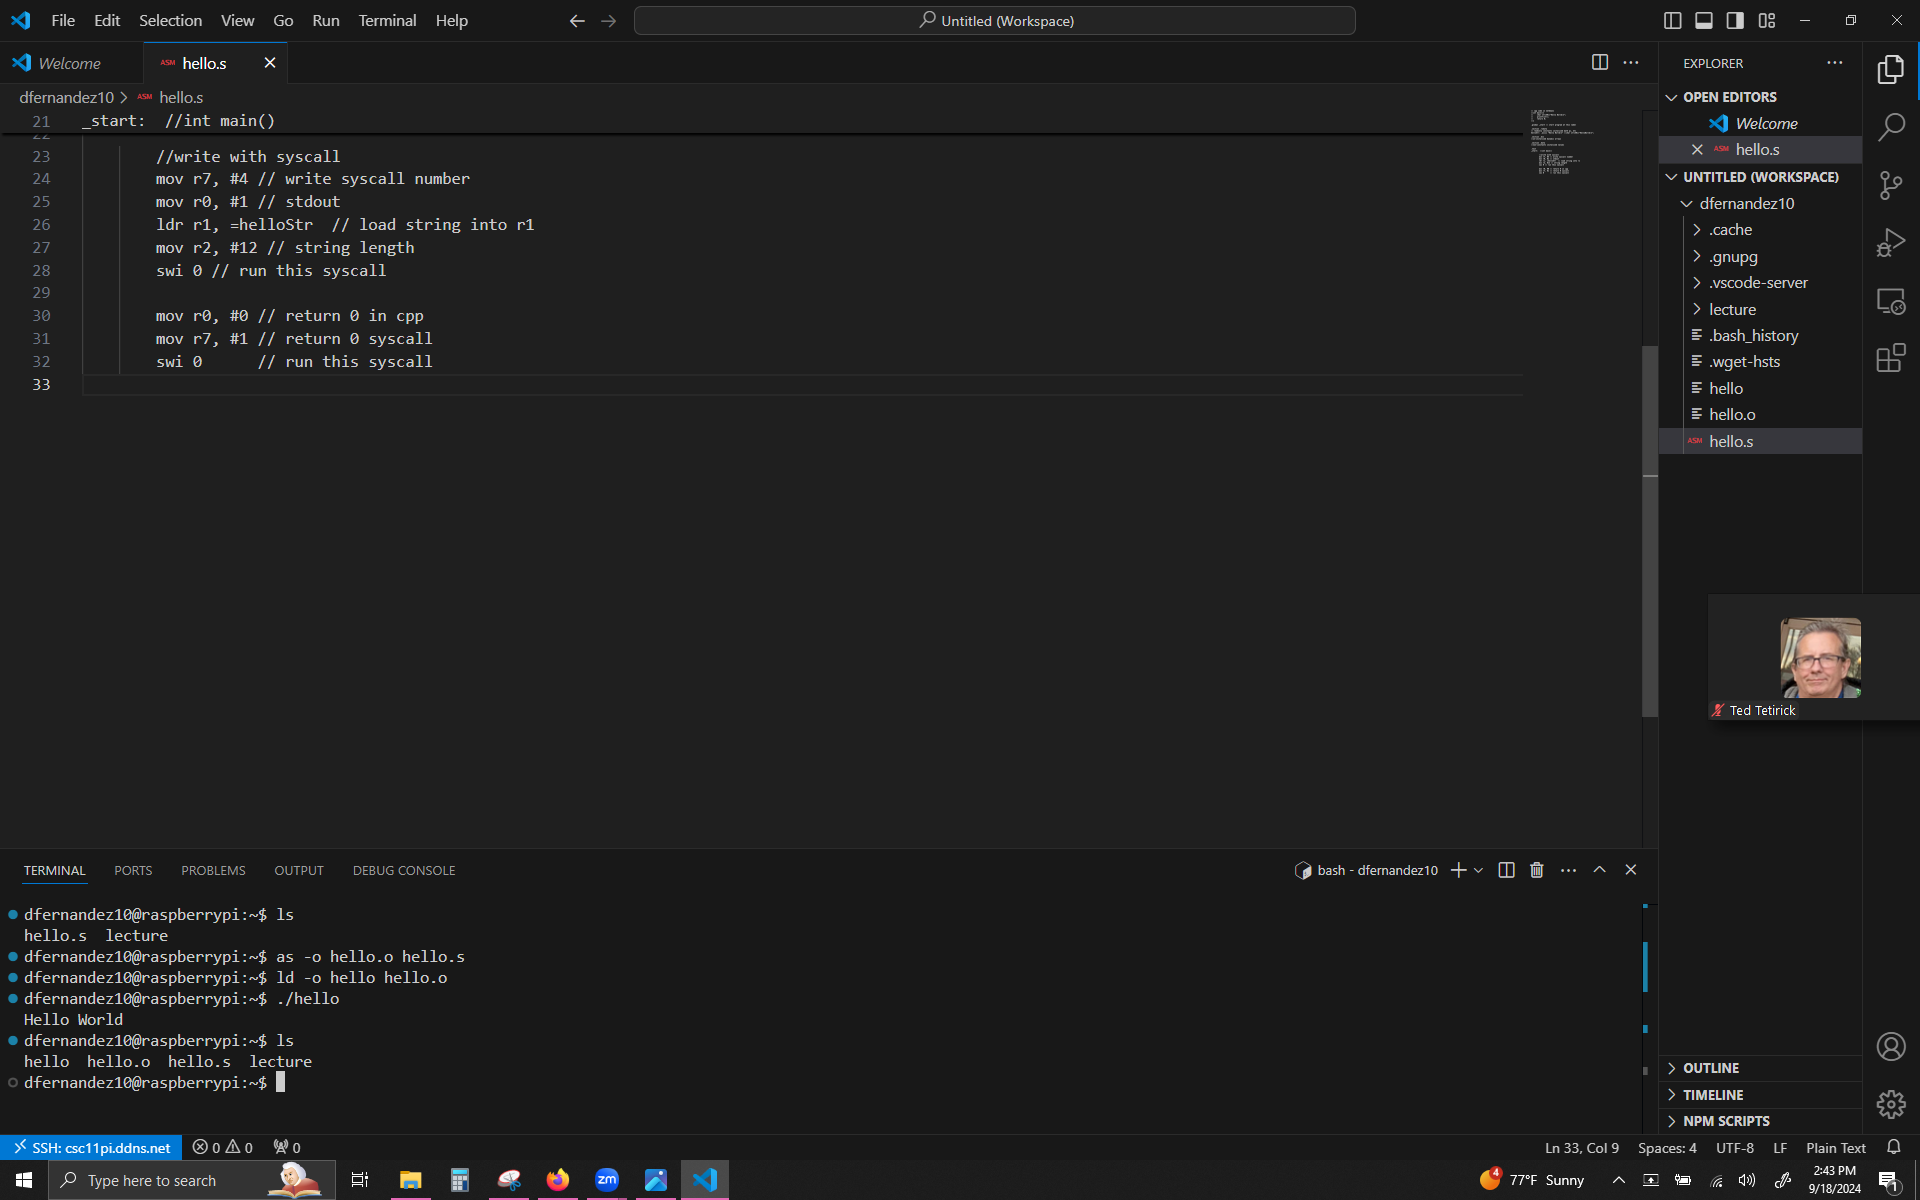 File Edit Selection View Go Run Terminal Help
Untitled (Workspace)
Welcome
ASM hello.s
EXPLORER
dfernandez10 > ASM hello.s
OPEN EDITORS
Welcome
ASM hello.s
UNTITLED (WORKSPACE)
dfernandez10
.cache
.gnupg
.vscode-server
lecture
.bash_history
.wget-hsts
hello
hello.o
ASM hello.s
21 _start: //int main()
22
23 //write with syscall
24 mov r7, #4 // write syscall number
25 mov r0, #1 // stdout
26 ldr r1, =helloStr // load string into r1
27 mov r2, #12 // string length
28 swi 0 // run this syscall
29
30 mov r0, #0 // return 0 in cpp
31 mov r7, #1 // return 0 syscall
32 swi 0 // run this syscall
33
Ted Tetirick
TERMINAL PORTS PROBLEMS OUTPUT DEBUG CONSOLE
bash - dfernandez10
dfernandez10@raspberrypi:~$ ls
hello.s lecture
dfernandez10@raspberrypi:~$ as -o hello.o hello.s
dfernandez10@raspberrypi:~$ ld -o hello hello.o
dfernandez10@raspberrypi:~$ ./hello
Hello World
dfernandez10@raspberrypi:~$ ls
hello hello.o hello.s lecture
dfernandez10@raspberrypi:~$
OUTLINE
TIMELINE
NPM SCRIPTS
SSH: csc11pi.ddns.net 0 0 0
Ln 33, Col 9 Spaces: 4 UTF-8 LF Plain Text
Type here to search
zm
4
77°F Sunny
2:43 PM
9/18/2024
1